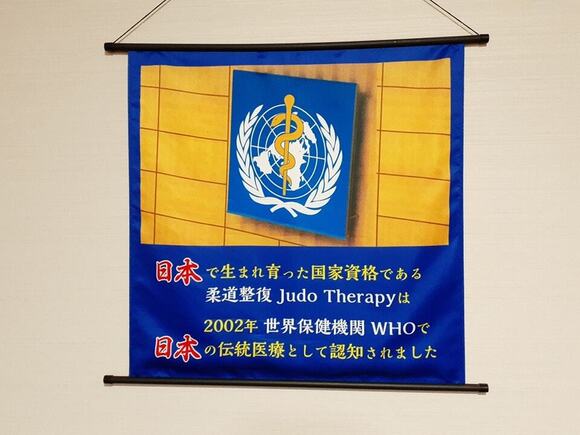 日本で生まれ育った国家資格である
柔道整復 Judo Therapyは
2002年 世界保健機関 WHOで
日本の伝統医療として認知されました